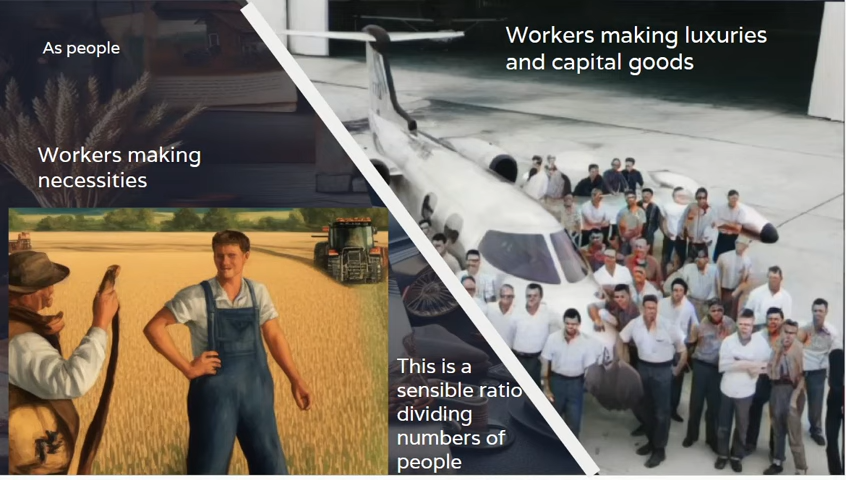 As people
Workers making
necessities
Workers making luxuries
and capital goods
This is a
sensible ratio
dividing
numbers of
people